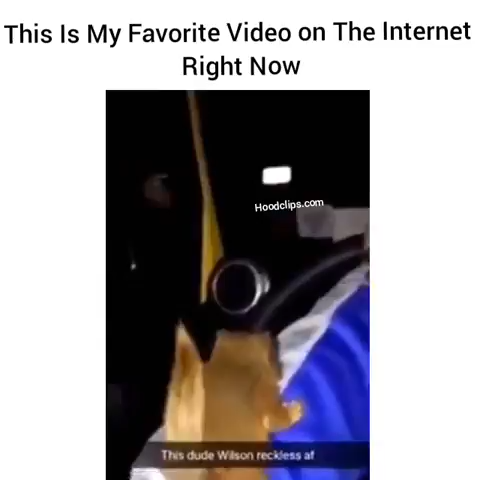 This Is My Favorite Video on The Internet
Right Now
Hoodclips.com
This dude Wilson reckless af